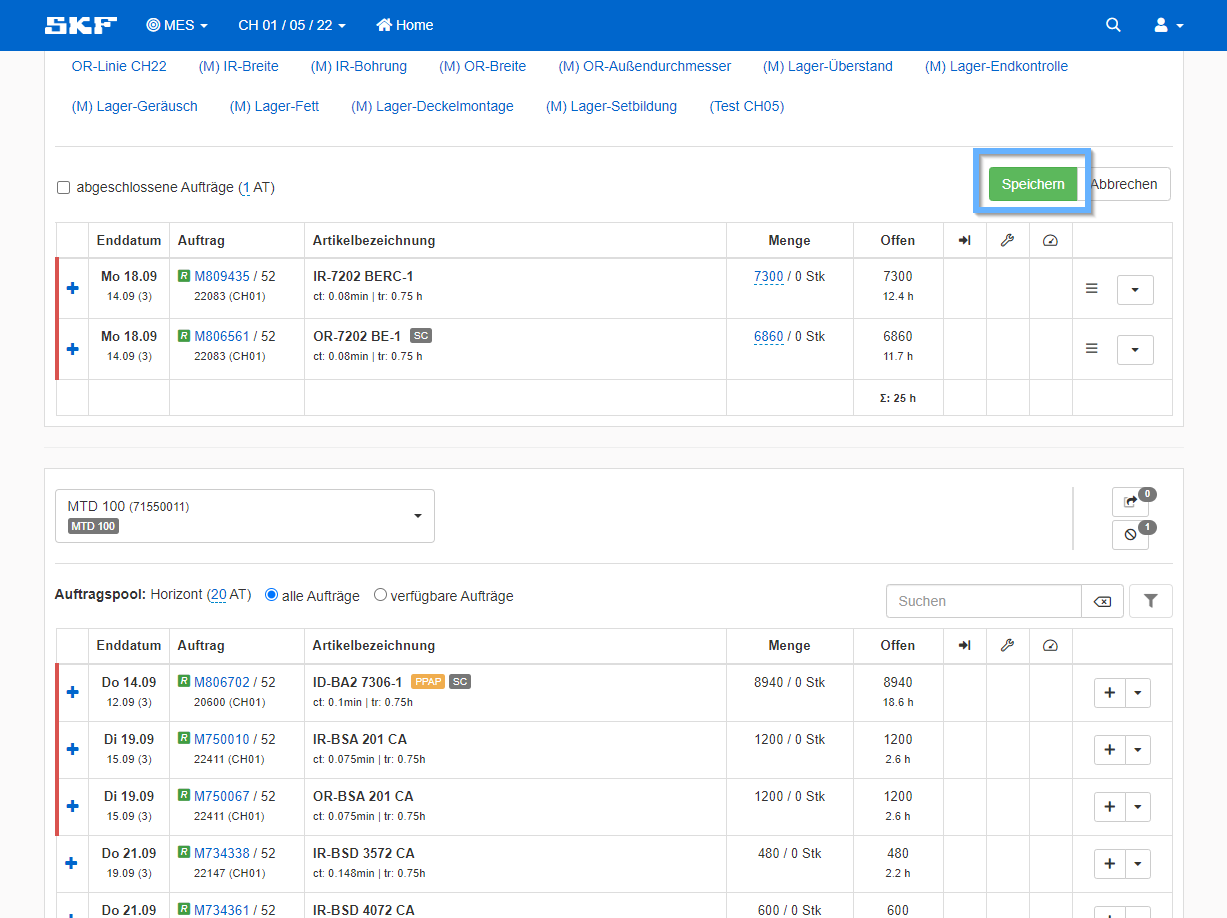 SKF MES CH 01 / 05 / 22 Home
OR-Linie CH22 (M) IR-Breite (M) IR-Bohrung (M) OR-Breite (M) OR-Außendurchmesser (M) Lager-Überstand (M) Lager-Endkontrolle
(M) Lager-Geräusch (M) Lager-Fett (M) Lager-Deckelmontage (M) Lager-Setbildung (Test CH05)
abgeschlossene Aufträge (1 AT) Speichern Abbrechen
Enddatum Auftrag Artikelbezeichnung Menge Offen
Mo 18.09 R M809435 / 52 IR-7202 BERC-1 7300 / 0 Stk 7300
14.09 (3) 22083 (CH01) ct: 0.08min | tr: 0.75 h 12.4 h
Mo 18.09 R M806561 / 52 OR-7202 BE-1 SC 6860 / 0 Stk 6860
14.09 (3) 22083 (CH01) ct: 0.08min | tr: 0.75 h 11.7 h
Σ: 25 h
MTD 100 (71550011) 0
MTD 100 1
Auftragspool: Horizont (20 AT) alle Aufträge verfügbare Aufträge Suchen
Enddatum Auftrag Artikelbezeichnung Menge Offen
Do 14.09 R M806702 / 52 ID-BA2 7306-1 PPAP SC 8940 / 0 Stk 8940
12.09 (3) 20600 (CH01) ct: 0.1min | tr: 0.75h 18.6 h
Di 19.09 R M750010 / 52 IR-BSA 201 CA 1200 / 0 Stk 1200
15.09 (3) 22411 (CH01) ct: 0.075min | tr: 0.75h 2.6 h
Di 19.09 R M750067 / 52 OR-BSA 201 CA 1200 / 0 Stk 1200
15.09 (3) 22411 (CH01) ct: 0.075min | tr: 0.75h 2.6 h
Do 21.09 R M734338 / 52 IR-BSD 3572 CA 480 / 0 Stk 480
19.09 (3) 22147 (CH01) ct: 0.148min | tr: 0.75h 2.2 h
Do 21.09 R M734361 / 52 IR-BSD 4072 CA 600 / 0 Stk 600